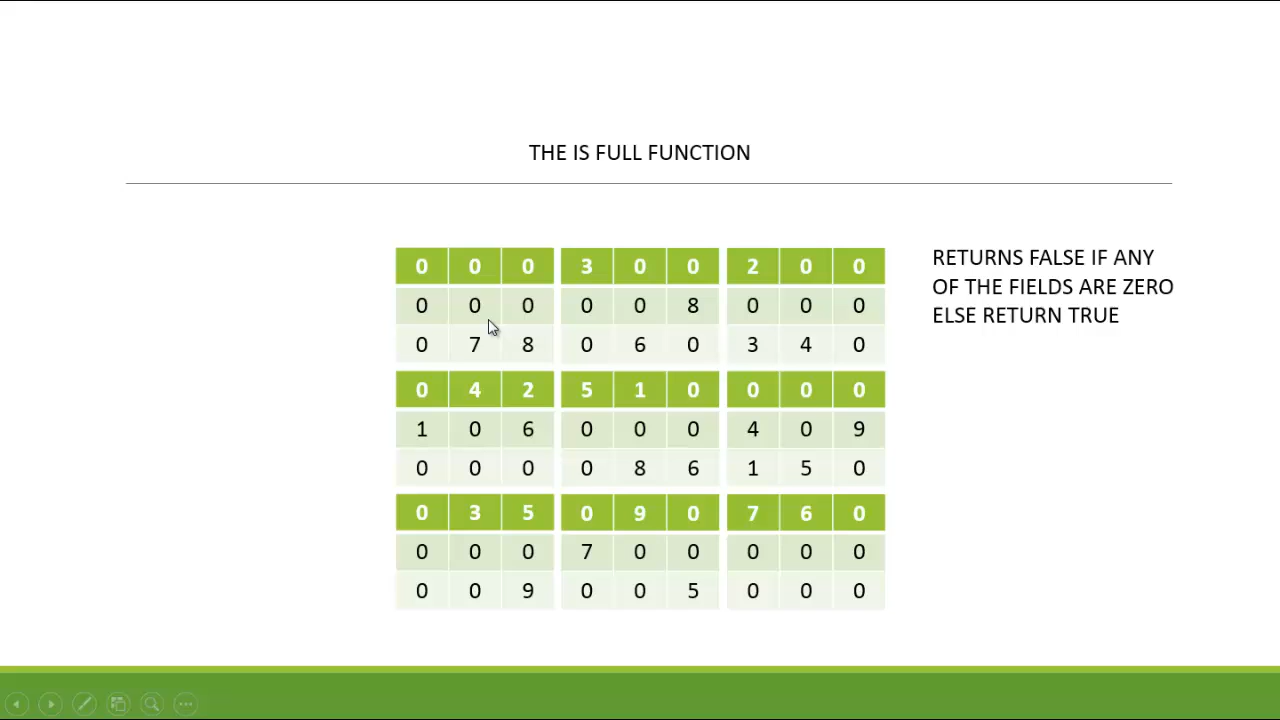 THE IS FULL FUNCTION
0 0 0 3 0 0 2 0 0
0 0 0 0 0 8 0 0 0
0 7 8 0 6 0 3 4 0
0 4 2 5 1 0 0 0 0
1 0 6 0 0 0 4 0 9
0 0 0 0 8 6 1 5 0
0 3 5 0 9 0 7 6 0
0 0 0 7 0 0 0 0 0
0 0 9 0 0 5 0 0 0
RETURNS FALSE IF ANY
OF THE FIELDS ARE ZERO
ELSE RETURN TRUE